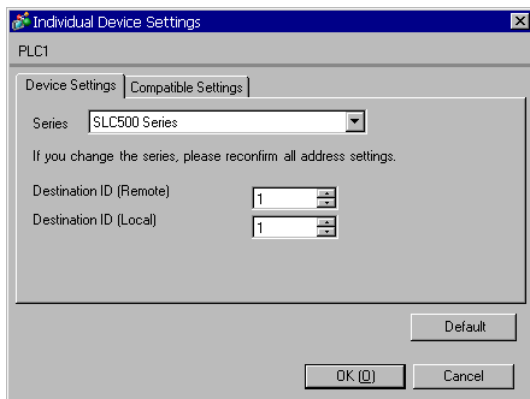 Individual Device Settings
PLC1
Device Settings
Compatible Settings
Series
SLC500 Series
If you change the series, please reconfirm all address settings.
Destination ID (Remote)
1
Destination ID (Local)
1
Default
OK (O)
Cancel